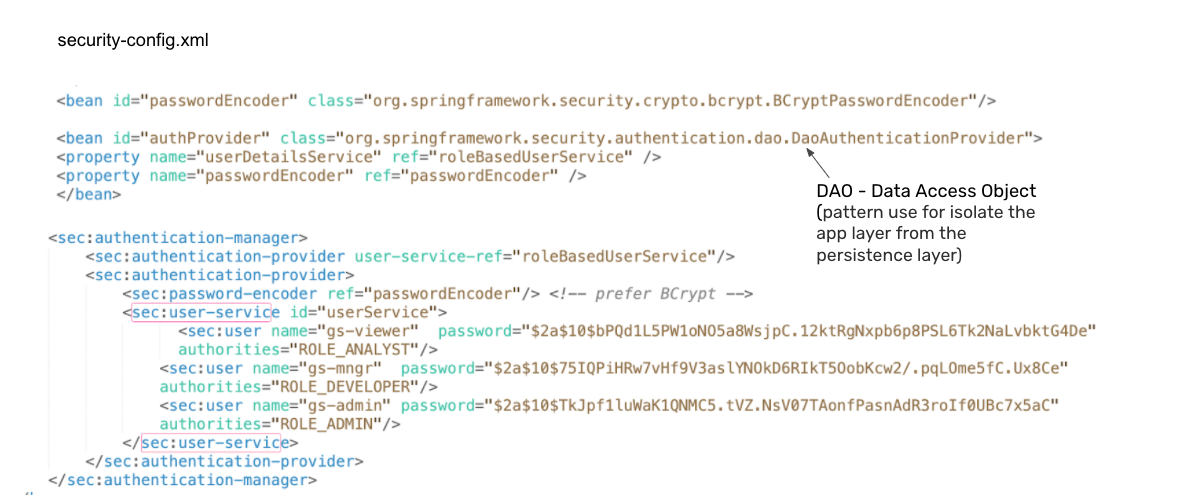 security-config.xml
<bean id="passwordEncoder" class="org.springframework.security.crypto.bcrypt.BCryptPasswordEncoder"/>
<bean id="authProvider" class="org.springframework.security.authentication.dao.DaoAuthenticationProvider">
<property name="userDetailsService" ref="roleBasedUserService" />
<property name="passwordEncoder" ref="passwordEncoder" />
</bean>
DAO - Data Access Object
(pattern use for isolate the
app layer from the
persistence layer)
<sec:authentication-manager>
<sec:authentication-provider user-service-ref="roleBasedUserService"/>
<sec:authentication-provider>
<sec:password-encoder ref="passwordEncoder"/> <!-- prefer BCrypt -->
<sec:user-service id="userService">
<sec:user name="gs-viewer" password="$2a$10$bPQd1L5PW1oNO5a8WsjpC.12ktRgNxpb6p8PSL6Tk2NaLvbktG4De"
authorities="ROLE_ANALYST"/>
<sec:user name="gs-mngr" password="$2a$10$75IQPiHRw7vHf9V3aslYNOkD6RIkT5OobKcw2/.pqLOme5fC.Ux8Ce"
authorities="ROLE_DEVELOPER"/>
<sec:user name="gs-admin" password="$2a$10$TkJpf1luWaK1QNMC5.tVZ.NsV07TAonfPasnAdR3roIf0UBc7x5aC"
authorities="ROLE_ADMIN"/>
</sec:user-service>
</sec:authentication-provider>
</sec:authentication-manager>